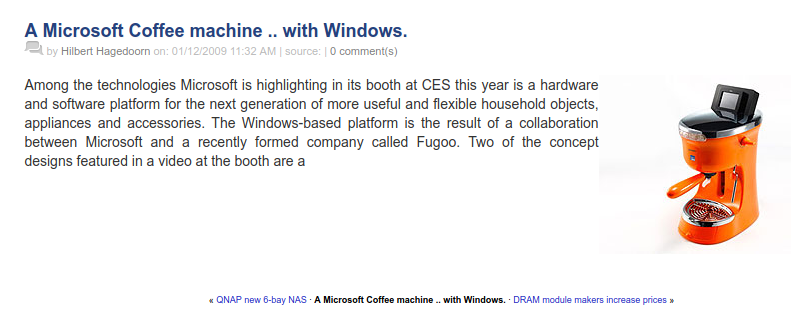 A Microsoft Coffee machine .. with Windows.
by Hilbert Hagedoorn on: 01/12/2009 11:32 AM | source: | 0 comment(s)
Among the technologies Microsoft is highlighting in its booth at CES this year is a hardware
and software platform for the next generation of more useful and flexible household objects,
appliances and accessories. The Windows-based platform is the result of a collaboration
between Microsoft and a recently formed company called Fugoo. Two of the concept
designs featured in a video at the booth are a
« QNAP new 6-bay NAS · A Microsoft Coffee machine .. with Windows. · DRAM module makers increase prices »